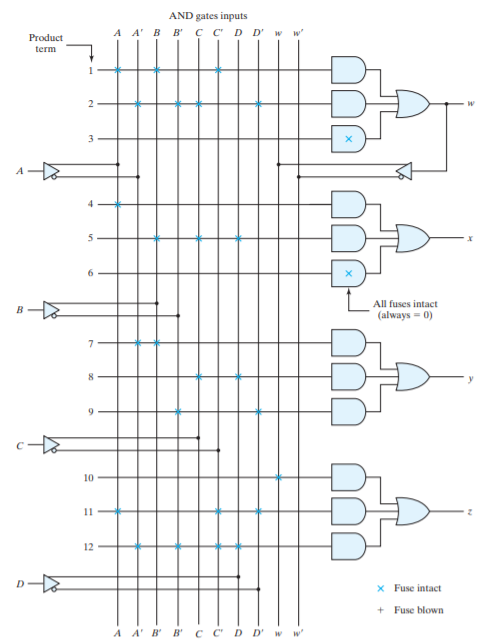 AND gates inputs
Product
term
A A' B B' C C' D D' w w'
1
2
w
3
A
4
5
x
6
All fuses intact
(always = 0)
B
7
8
y
9
C
10
11
z
12
D
× Fuse intact
+ Fuse blown
A A' B' B' C C' D D' w w'